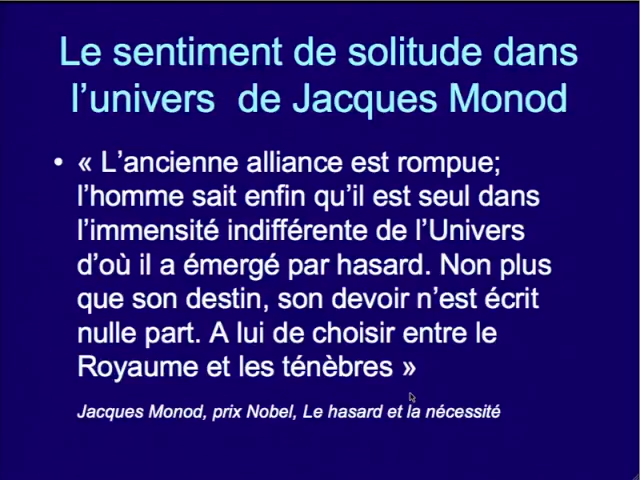 Le sentiment de solitude dans
l’univers  de Jacques Monod
• « L’ancienne alliance est rompue;
l’homme sait enfin qu’il est seul dans
l’immensité indifférente de l’Univers
d’où il a émergé par hasard. Non plus
que son destin, son devoir n’est écrit
nulle part. A lui de choisir entre le
Royaume et les ténèbres »
Jacques Monod, prix Nobel, Le hasard et la nécessité